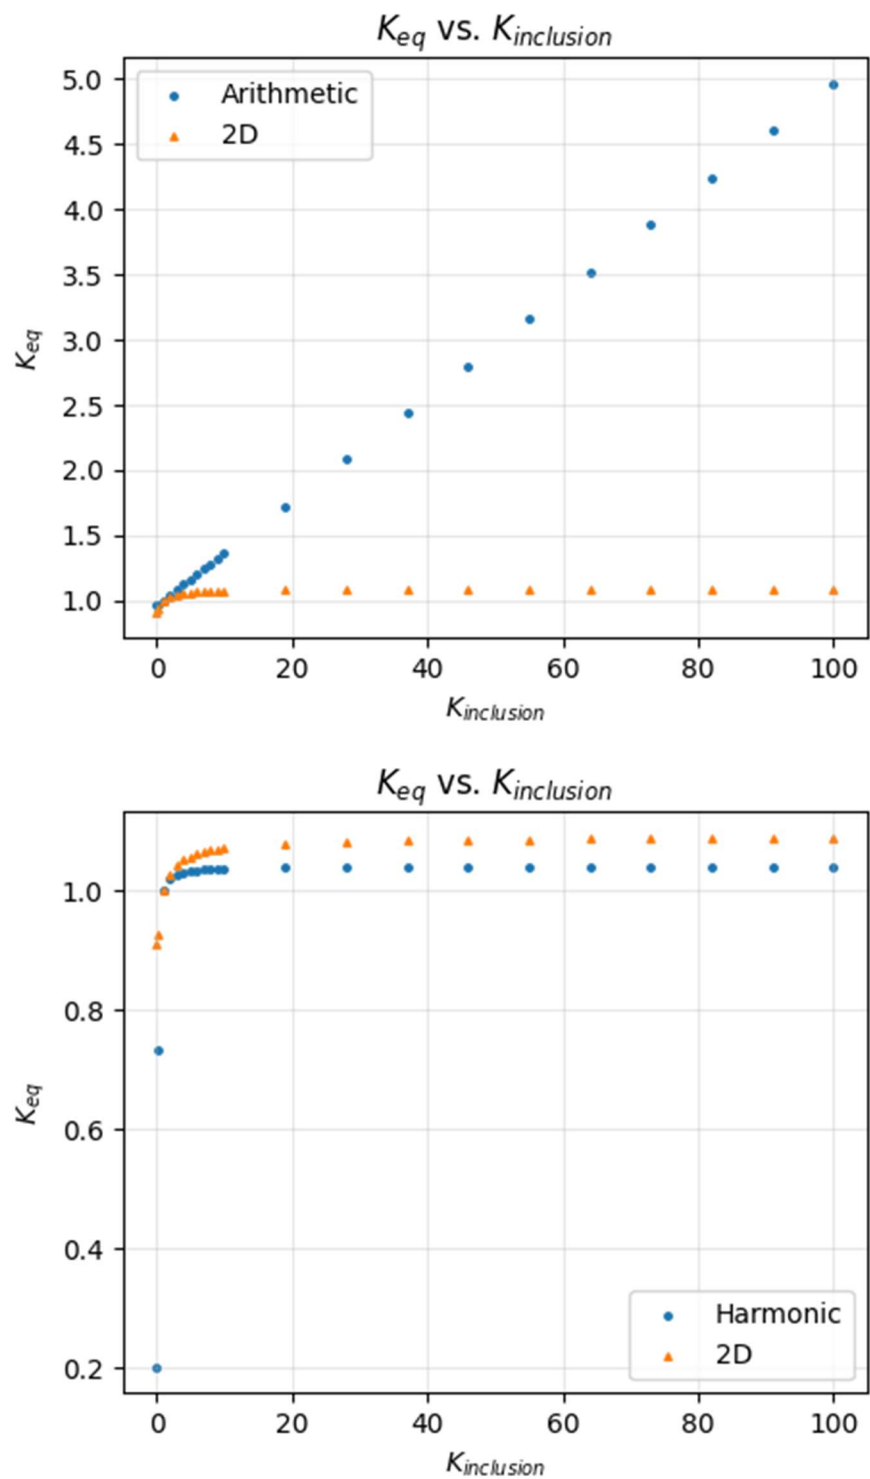 K_eq vs. K_inclusion
5.0
4.5
4.0
3.5
3.0
2.5
2.0
1.5
1.0
K_eq
Arithmetic
2D
0 20 40 60 80 100
K_inclusion
K_eq vs. K_inclusion
1.0
0.8
0.6
0.4
0.2
K_eq
Harmonic
2D
0 20 40 60 80 100
K_inclusion